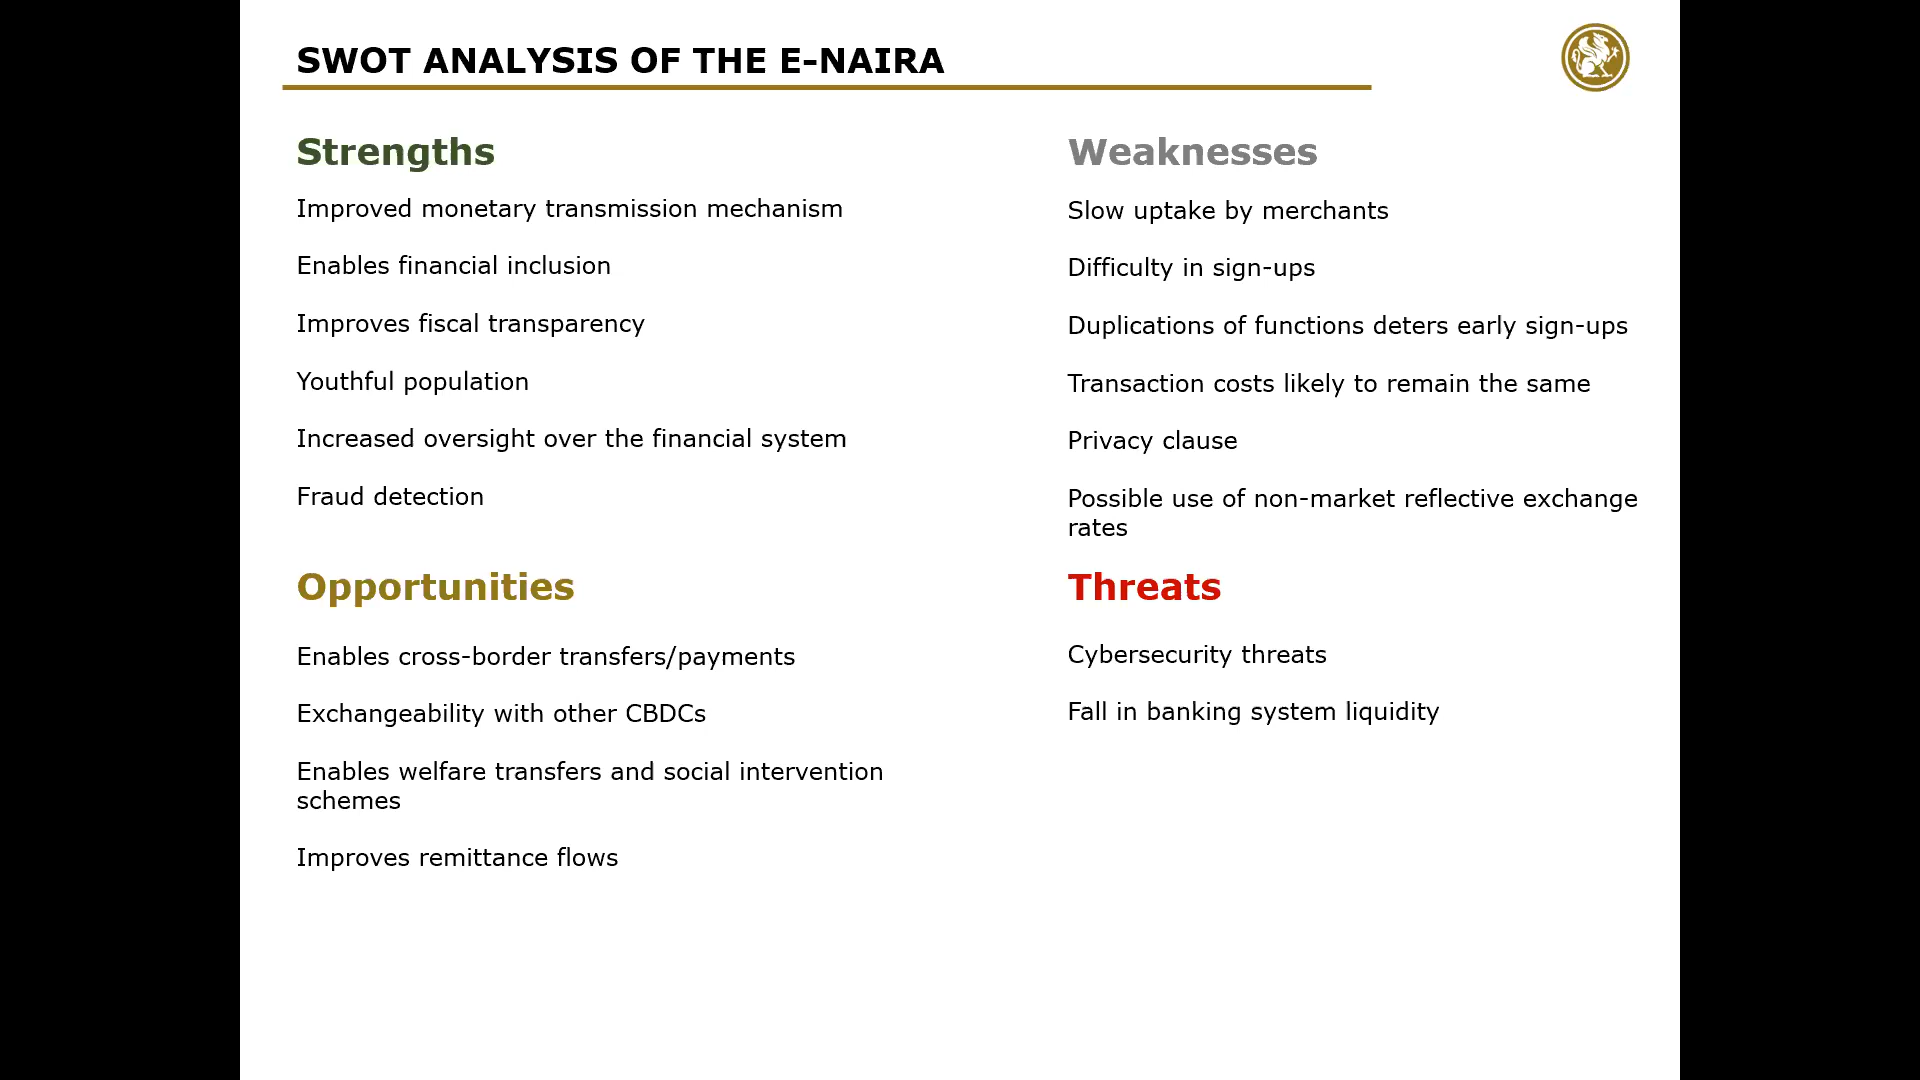 SWOT ANALYSIS OF THE E-NAIRA
Strengths
Improved monetary transmission mechanism
Enables financial inclusion
Improves fiscal transparency
Youthful population
Increased oversight over the financial system
Fraud detection
Weaknesses
Slow uptake by merchants
Difficulty in sign-ups
Duplications of functions deters early sign-ups
Transaction costs likely to remain the same
Privacy clause
Possible use of non-market reflective exchange
rates
Opportunities
Enables cross-border transfers/payments
Exchangeability with other CBDCs
Enables welfare transfers and social intervention
schemes
Improves remittance flows
Threats
Cybersecurity threats
Fall in banking system liquidity